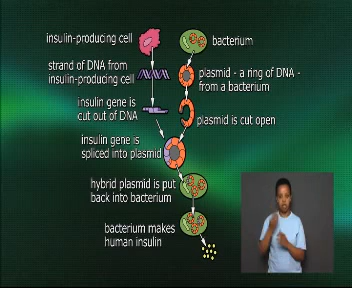 insulin-producing cell
bacterium
strand of DNA from
insulin-producing cell
plasmid - a ring of DNA -
from a bacterium
insulin gene is
cut out of DNA
plasmid is cut open
insulin gene is
spliced into plasmid
hybrid plasmid is put
back into bacterium
bacterium makes
human insulin